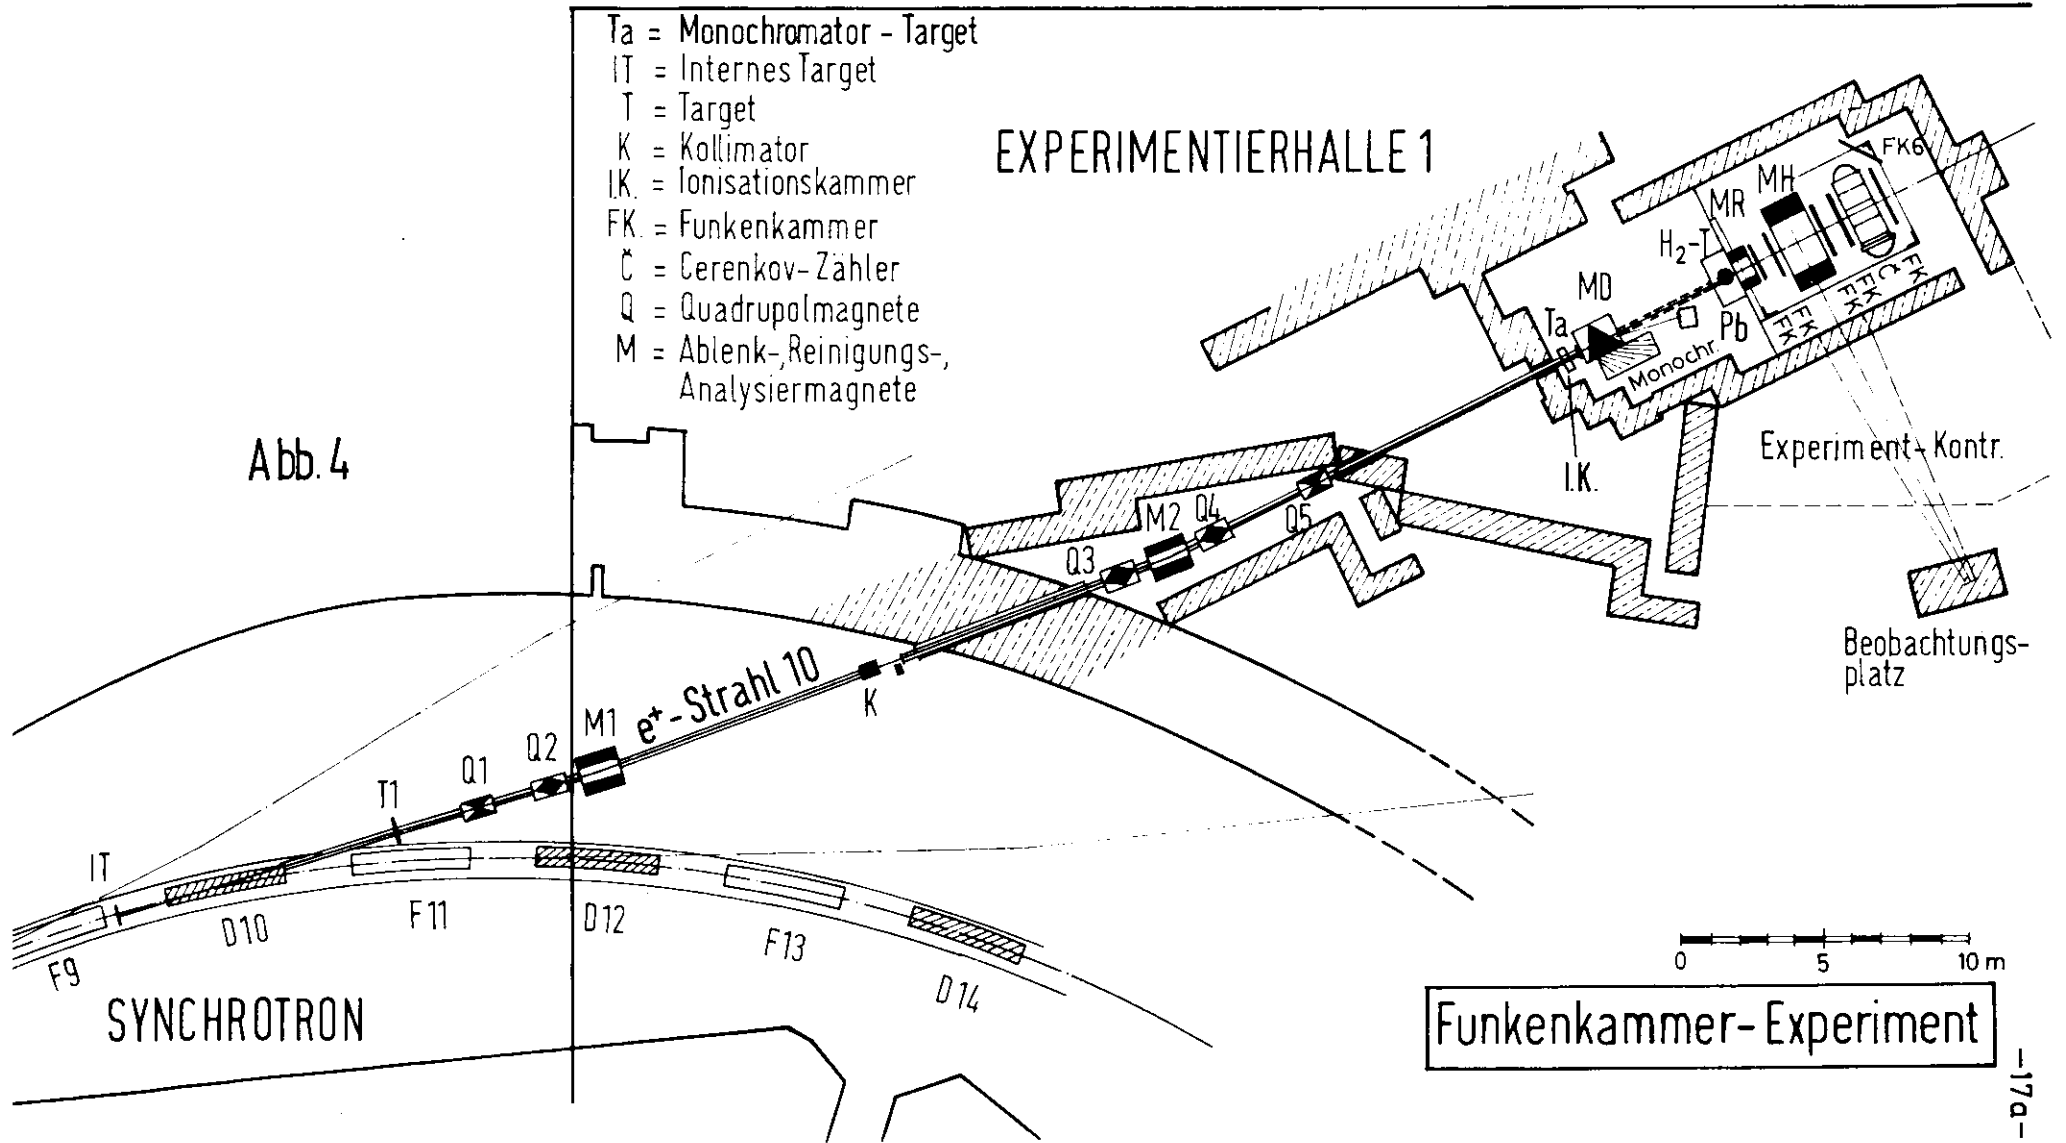 Ta = Monochromator - Target
IT = Internes Target
T = Target
K = Kollimator
I.K. = Ionisationskammer
FK. = Funkenkammer
Č = Cerenkov-Zähler
Q = Quadrupolmagnete
M = Ablenk-, Reinigungs-,
Analysiermagnete
EXPERIMENTIERHALLE 1
FK6
MH
MR
H₂-T
MD
Ta
Pb
Monochr.
FK
FK
FK
FK
Č
FK
I.K.
Experiment-Kontr.
Beobachtungs-
platz
Abb. 4
Q5
Q4
M2
Q3
K
e⁺-Strahl 10
M1
Q2
Q1
T1
IT
F9
D10
F11
D12
F13
D14
SYNCHROTRON
0 5 10 m
Funkenkammer-Experiment
-17a-